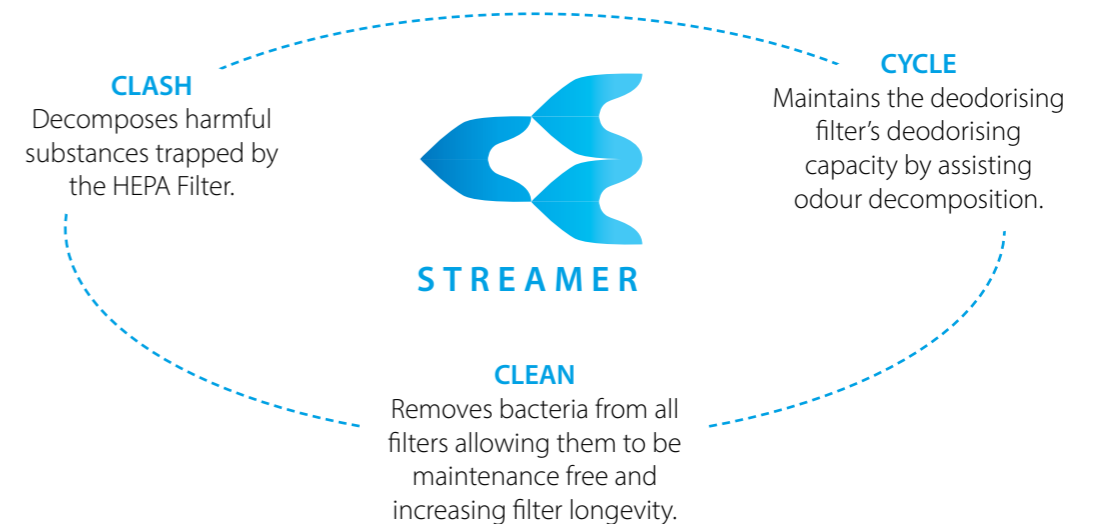 CLASH
Decomposes harmful
substances trapped by
the HEPA Filter.
CYCLE
Maintains the deodorising
filter's deodorising
capacity by assisting
odour decomposition.
STREAMER
CLEAN
Removes bacteria from all
filters allowing them to be
maintenance free and
increasing filter longevity.